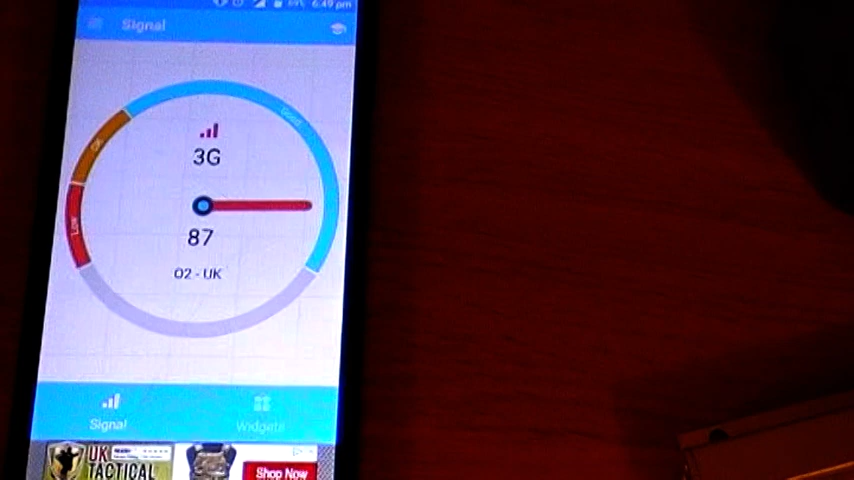 6:49 pm
Signal
Good
OK
3G
Low
87
O2 - UK
Signal
Widgets
UK
TACTICAL
Shop Now